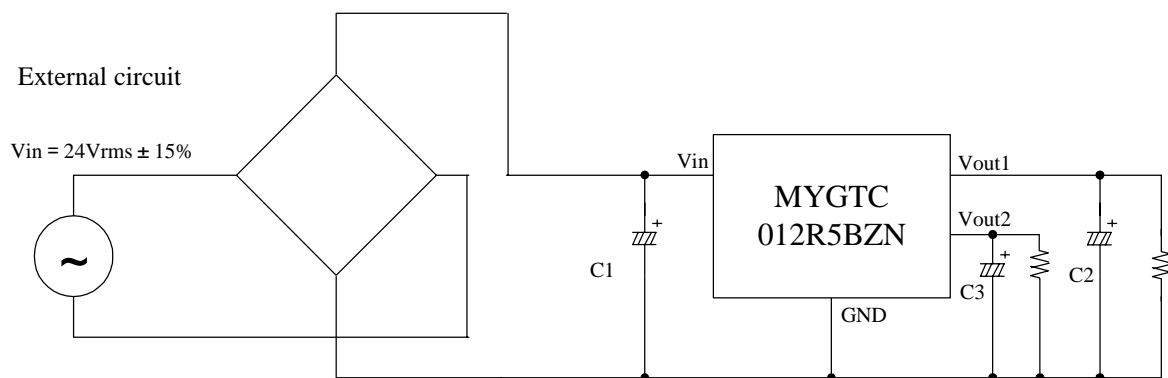 External circuit
Vin = 24Vrms ± 15%
~
Vin
MYGTC
012R5BZN
Vout1
Vout2
+
C1
+
C3
+
C2
GND